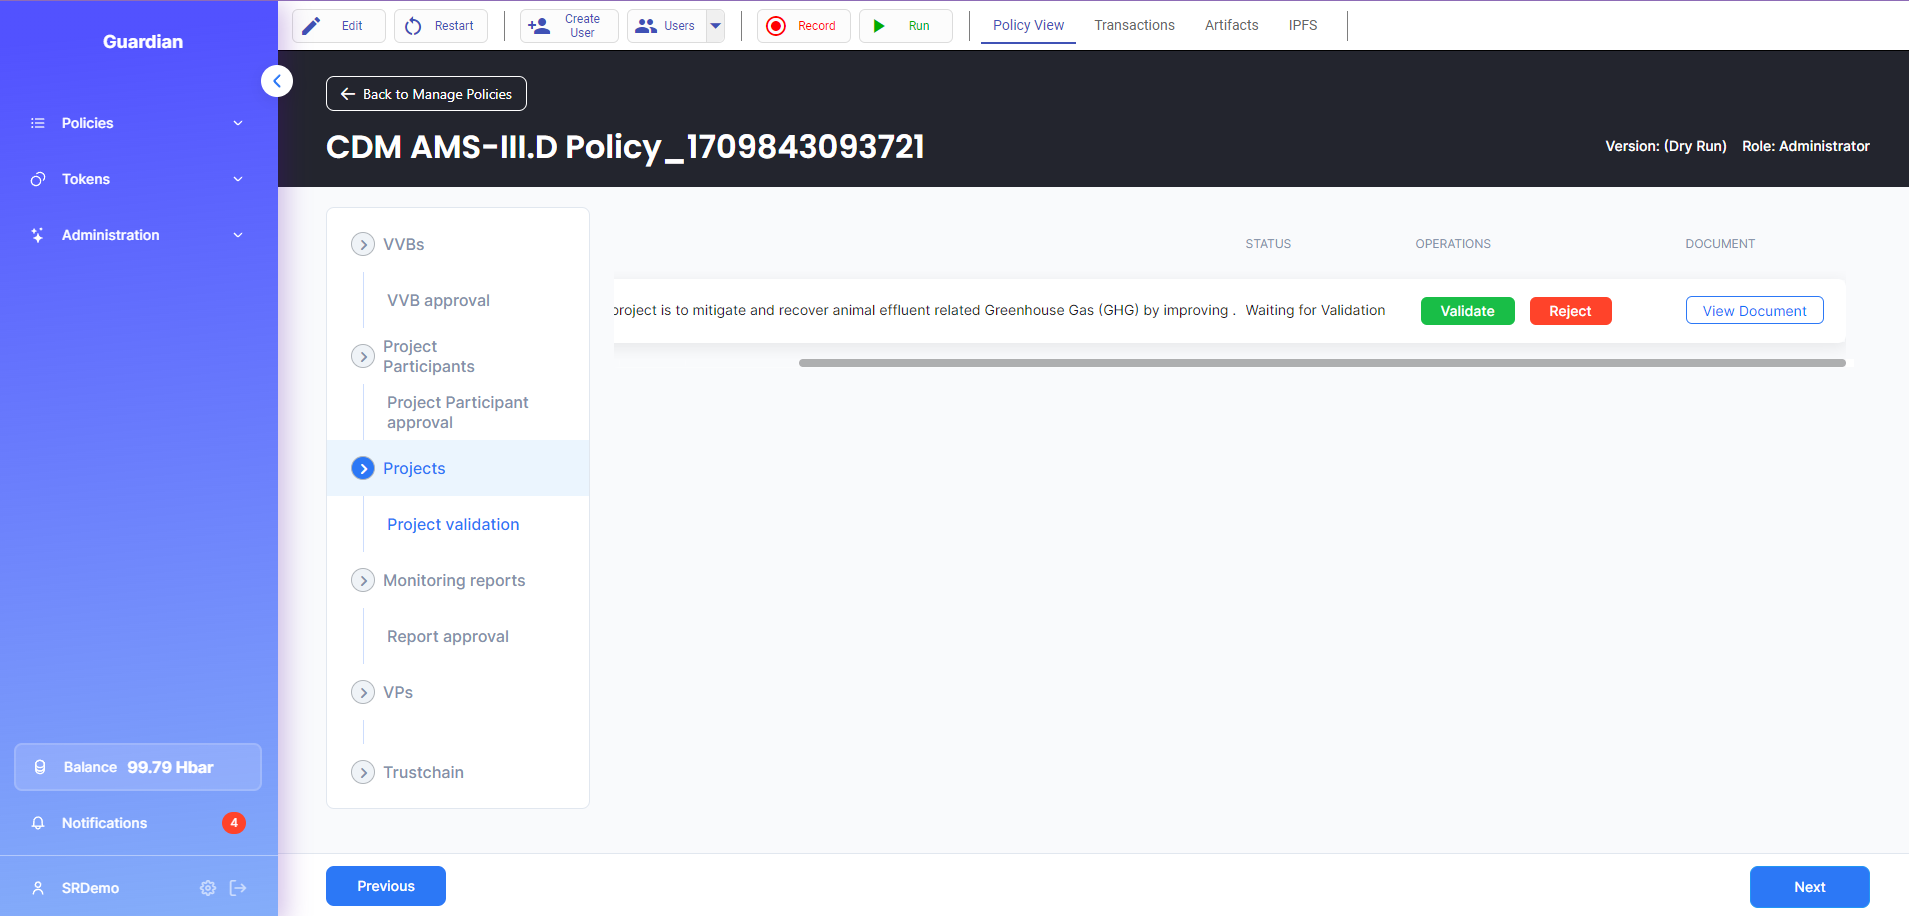 Guardian
Policies
Tokens
Administration
Balance 99.79 Hbar
Notifications 4
SRDemo
Edit
Restart
Create User
Users
Record
Run
Policy View
Transactions
Artifacts
IPFS
Back to Manage Policies
CDM AMS-III.D Policy_1709843093721
Version: (Dry Run) Role: Administrator
VVBs
VVB approval
Project
Participants
Project Participant
approval
Projects
Project validation
Monitoring reports
Report approval
VPs
Trustchain
STATUS OPERATIONS DOCUMENT
project is to mitigate and recover animal effluent related Greenhouse Gas (GHG) by improving . Waiting for Validation Validate Reject View Document
Previous
Next